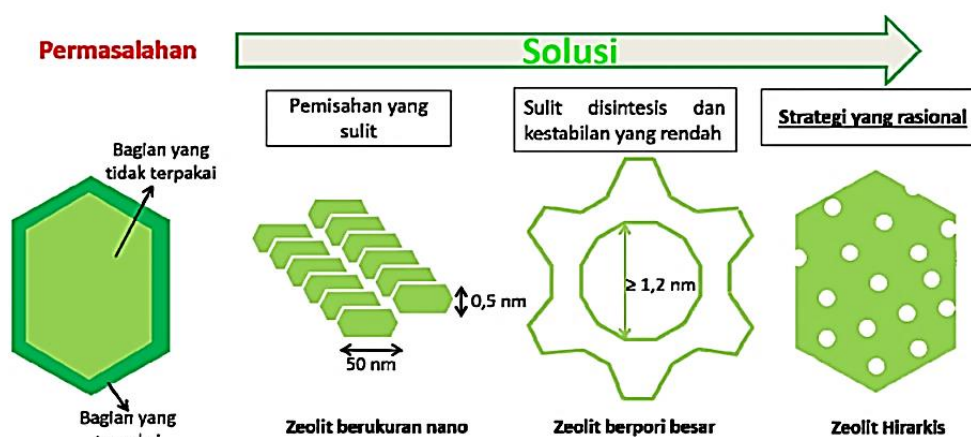 Permasalahan
Solusi
Pemisahan yang
sulit
Sulit disintesis dan
kestabilan yang rendah
Strategi yang rasional
Bagian yang
tidak terpakai
0,5 nm
≥ 1,2 nm
50 nm
Bagian yang
Zeolit berukuran nano
Zeolit berpori besar
Zeolit Hirarkis